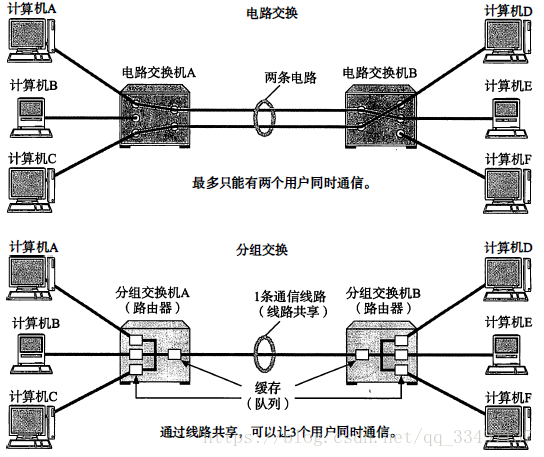 电路交换
计算机A
计算机D
电路交换机A
两条电路
电路交换机B
计算机B
计算机E
计算机C
计算机F
最多只能有两个用户同时通信。
分组交换
计算机A
计算机D
分组交换机A
(路由器)
1条通信线路
(线路共享)
分组交换机B
(路由器)
计算机B
计算机E
缓存
(队列)
计算机C
计算机F
通过线路共享，可以让3个用户同时通信。